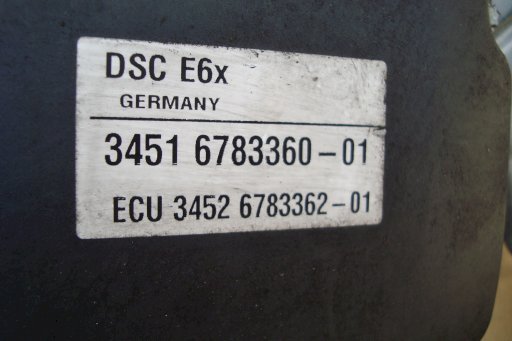 DSC E6x
GERMANY
3451 6783360-01
ECU 3452 6783362-01